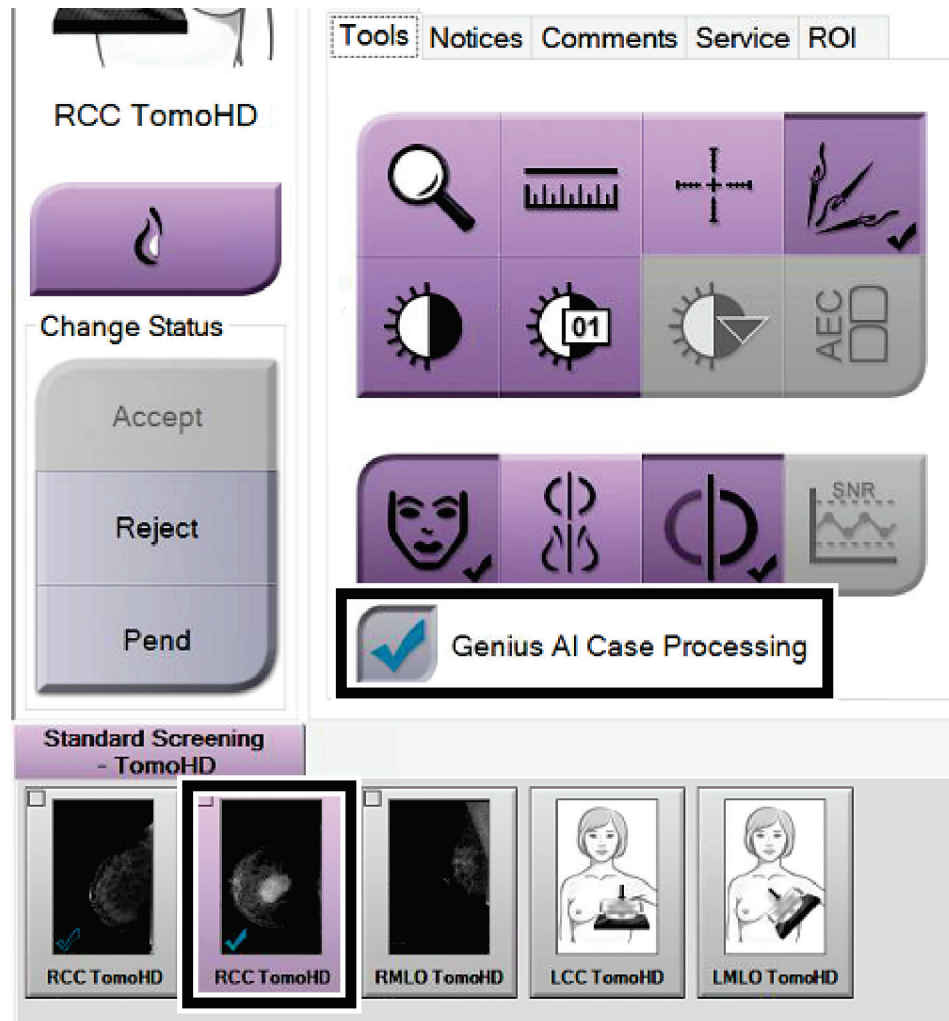 RCC TomoHD
Change Status
Accept
Reject
Pend
Tools Notices Comments Service ROI
01
AEC
SNR
Genius AI Case Processing
Standard Screening
- TomoHD
RCC TomoHD
RCC TomoHD
RMLO TomoHD
LCC TomoHD
LMLO TomoHD